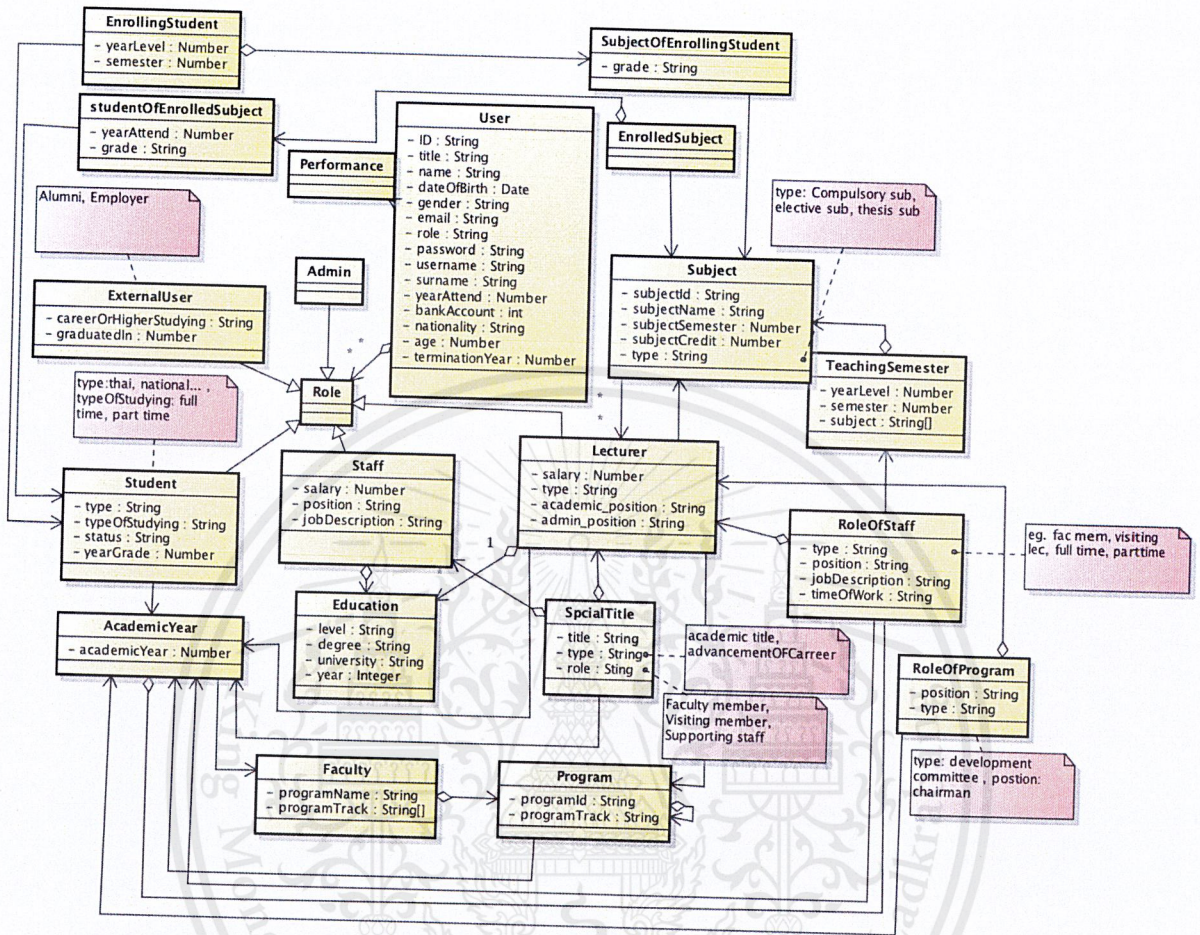 EnrollingStudent
- yearLevel : Number
- semester : Number
SubjectOfEnrollingStudent
- grade : String
studentOfEnrolledSubject
- yearAttend : Number
- grade : String
Performance
User
- ID : String
- title : String
- name : String
- dateOfBirth : Date
- gender : String
- email : String
- role : String
- password : String
- username : String
- surname : String
- yearAttend : Number
- bankAccount : int
- nationality : String
- age : Number
- terminationYear : Number
EnrolledSubject
type: Compulsory sub,
elective sub, thesis sub
Alumni, Employer
Admin
ExternalUser
- careerOrHigherStudying : String
- graduatedIn : Number
* *
Role
Subject
- subjectId : String
- subjectName : String
- subjectSemester : Number
- subjectCredit : Number
- type : String
TeachingSemester
- yearLevel : Number
- semester : Number
- subject : String[]
type:thai, national... ,
typeOfStudying: full
time, part time
*
*
Student
- type : String
- typeOfStudying : String
- status : String
- yearGrade : Number
Staff
- salary : Number
- position : String
- jobDescription : String
Lecturer
- salary : Number
- type : String
- academic_position : String
- admin_position : String
1
RoleOfStaff
- type : String
- position : String
- jobDescription : String
- timeOfWork : String
eg. fac mem, visiting
lec, full time, parttime
AcademicYear
- academicYear : Number
Education
- level : String
- degree : String
- university : String
- year : Integer
SpcialTitle
- title : String
- type : String
- role : Sting
academic title,
advancementOFCarreer
Faculty member,
Visiting member,
Supporting staff
RoleOfProgram
- position : String
- type : String
type: development
committee , postion:
chairman
Faculty
- programName : String
- programTrack : String[]
Program
- programId : String
- programTrack : String
King Mon
adkra